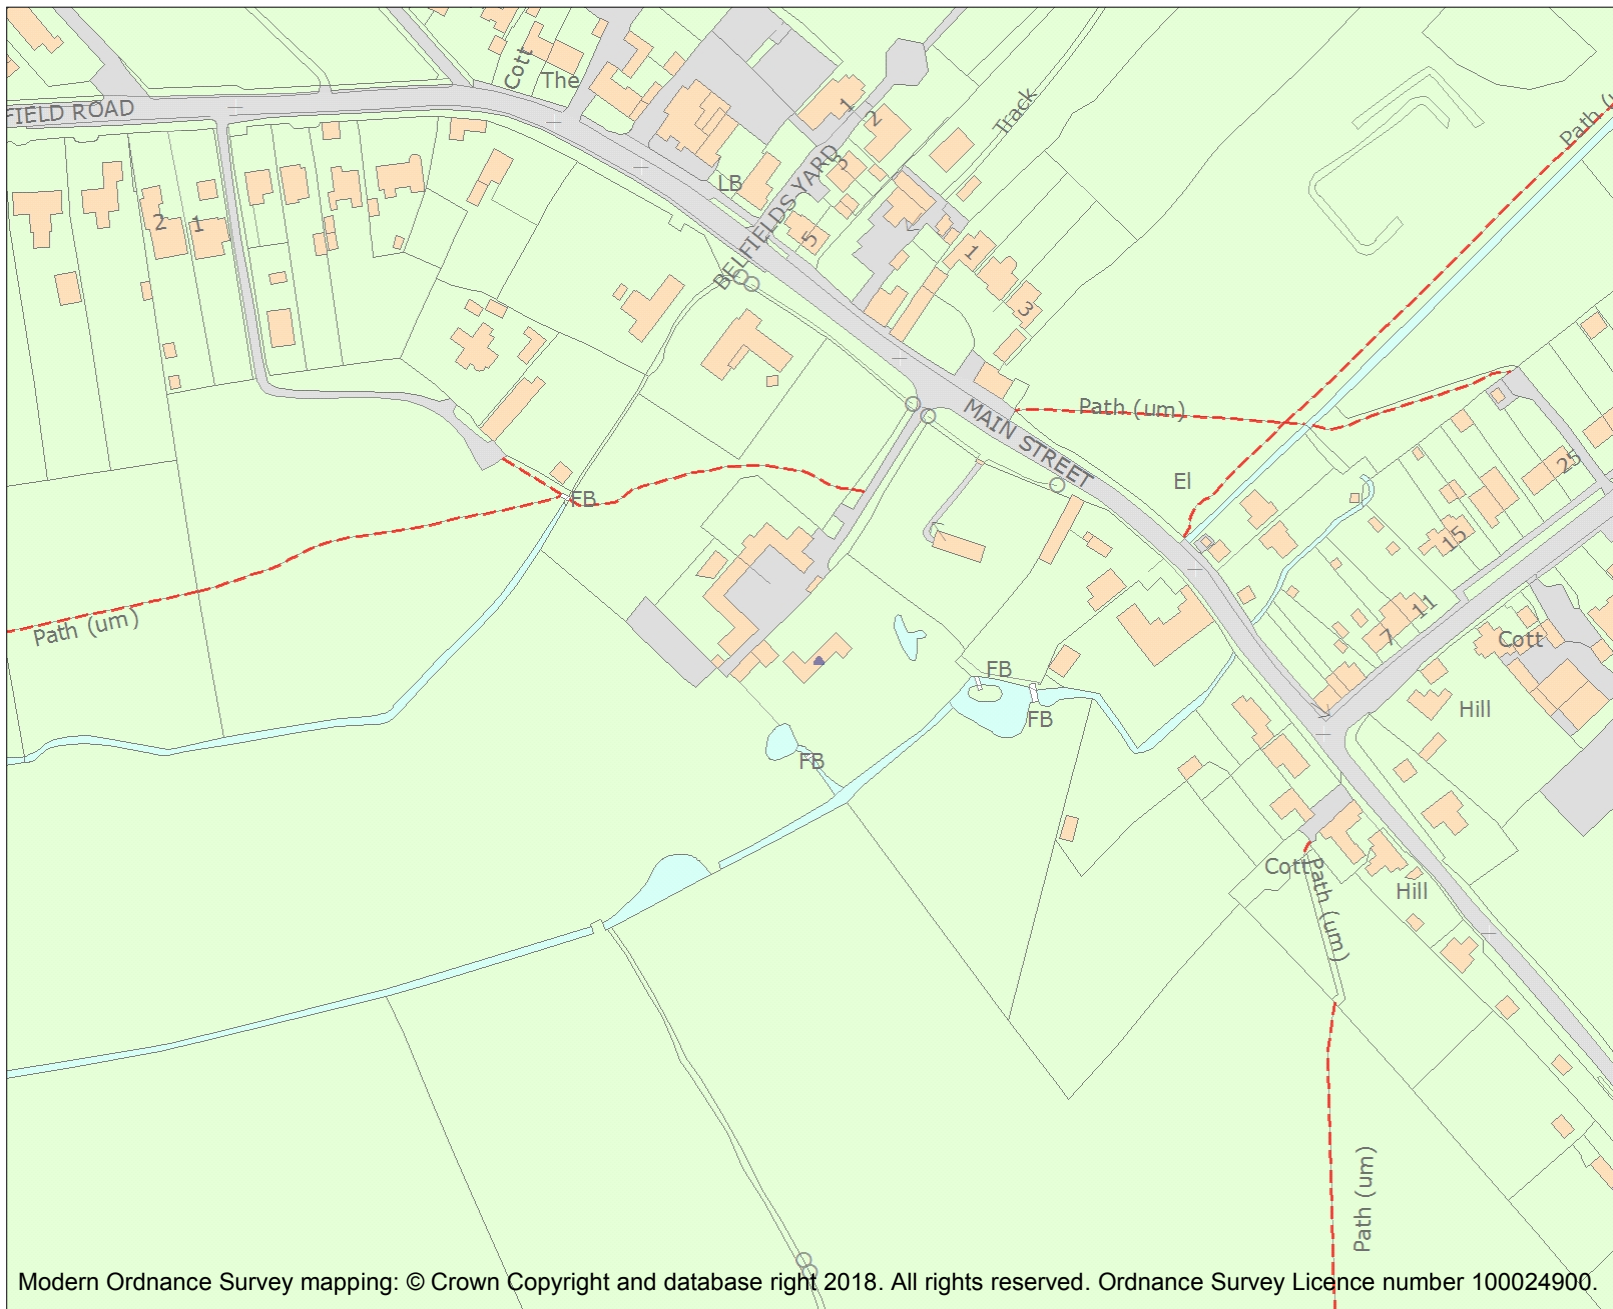 Cott
The
FIELD ROAD
1
2
Track
Path (u
3
LB
BELFIELDS YARD
2
1
5
1
3
MAIN STREET
Path (um)
El
25
FB
15
Path (um)
11
7
Cott
FB
FB
Hill
FB
Cott
Path (um)
Hill
Path (um)
Modern Ordnance Survey mapping: © Crown Copyright and database right 2018. All rights reserved. Ordnance Survey Licence number 100024900.